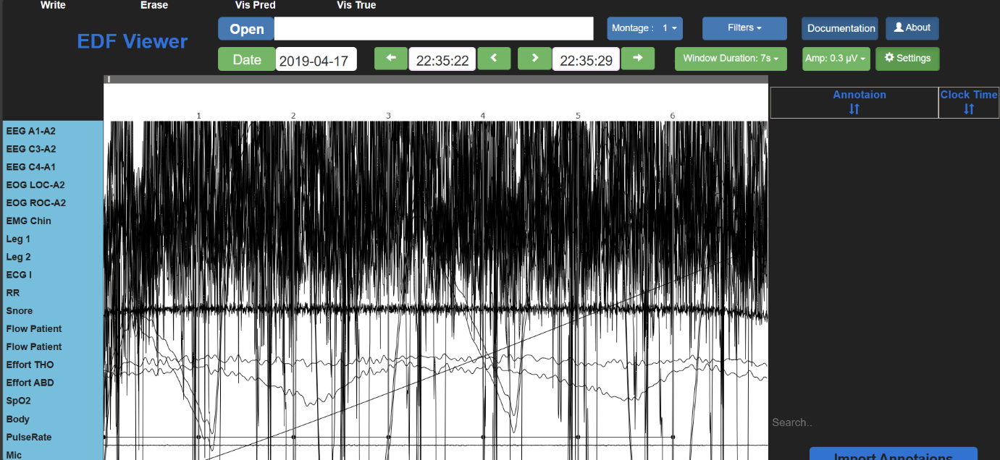 Write Erase Vis Pred Vis True
EDF Viewer
Open Montage : 1 Filters Documentation About
Date 2019-04-17 22:35:22 22:35:29 Window Duration: 7s Amp: 0.3 µV Settings
Annotaion Clock Time
1 2 3 4 5 6
EEG A1-A2
EEG C3-A2
EEG C4-A1
EOG LOC-A2
EOG ROC-A2
EMG Chin
Leg 1
Leg 2
ECG I
RR
Snore
Flow Patient
Flow Patient
Effort THO
Effort ABD
SpO2
Body
Search..
PulseRate
Mic
Import Annotaions